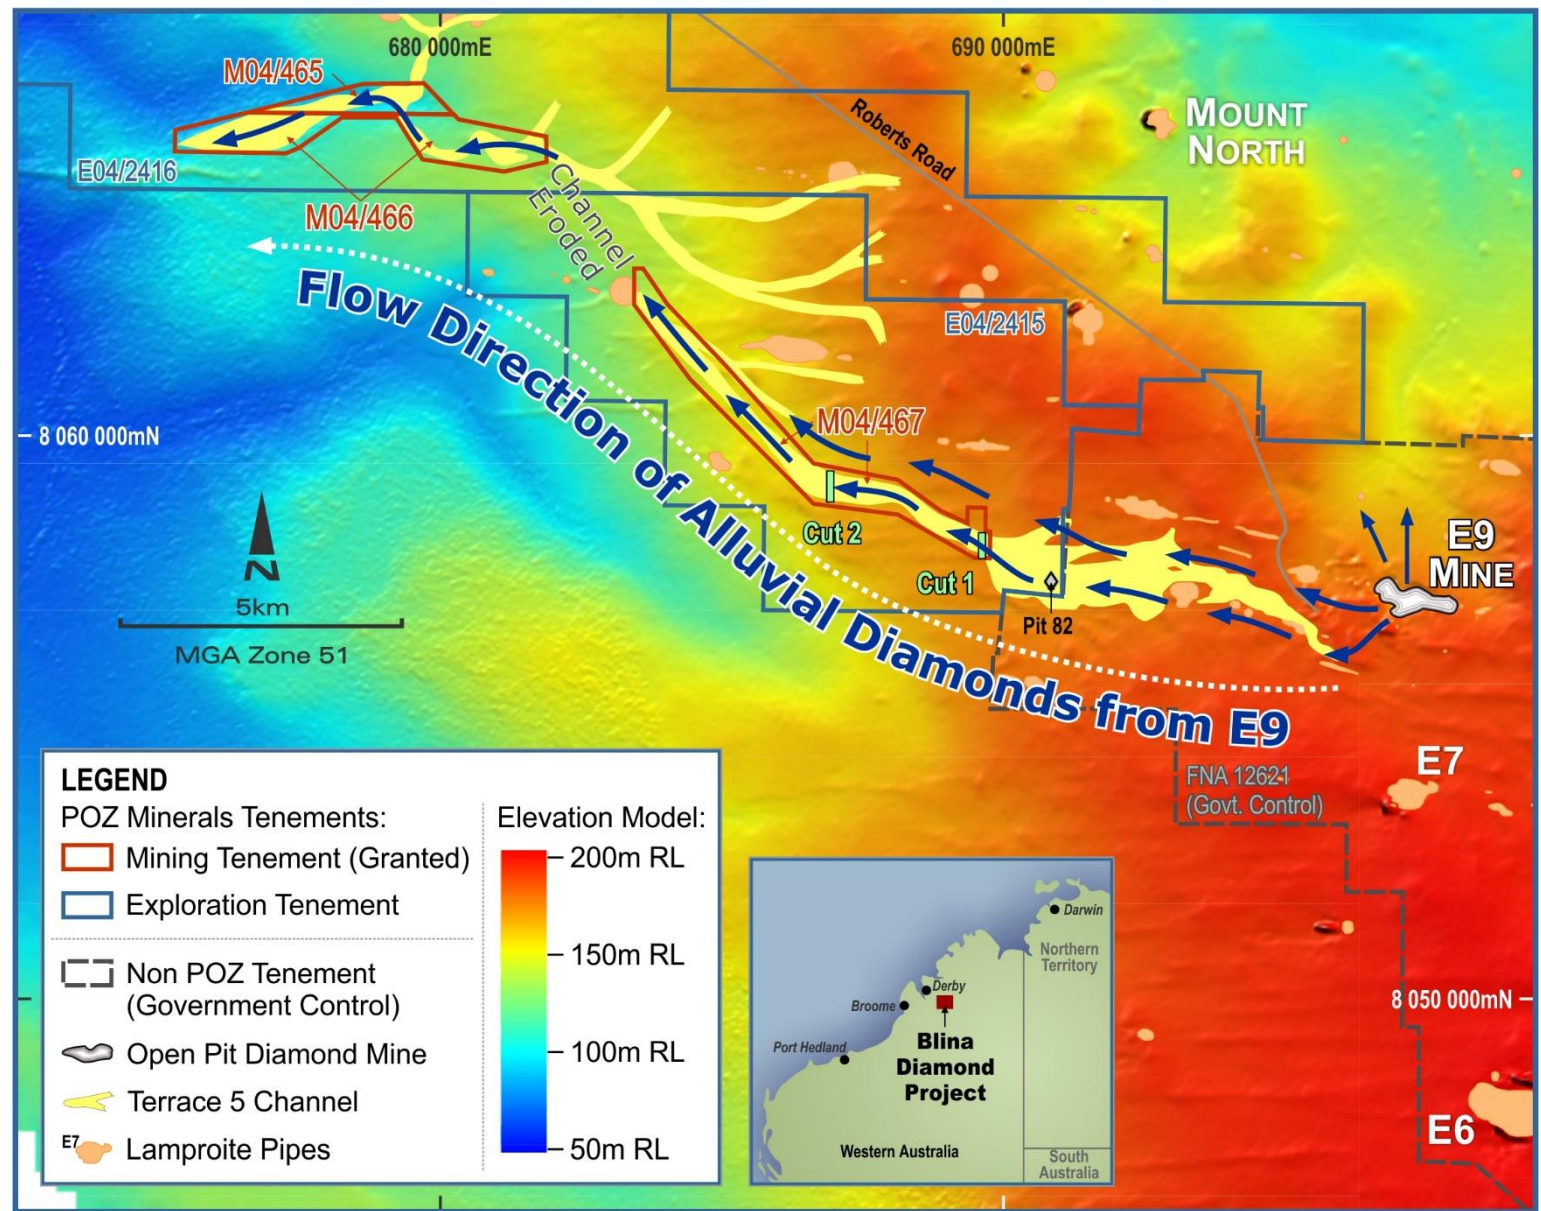 680 000mE
690 000mE
M04/465
Roberts Road
MOUNT
NORTH
E04/2416
M04/466
Channel
Eroded
E04/2415
Flow Direction of Alluvial Diamonds from E9
8 060 000mN
M04/467
Cut 2
Cut 1
Pit 82
E9
MINE
N
5km
MGA Zone 51
E7
FNA 12621
(Govt. Control)
8 050 000mN
E6
LEGEND
POZ Minerals Tenements:
Mining Tenement (Granted)
Exploration Tenement
Non POZ Tenement
(Government Control)
Open Pit Diamond Mine
Terrace 5 Channel
E7
Lamproite Pipes
Elevation Model:
200m RL
150m RL
100m RL
50m RL
Darwin
Northern
Territory
Derby
Broome
Port Hedland
Blina
Diamond
Project
Western Australia
South
Australia